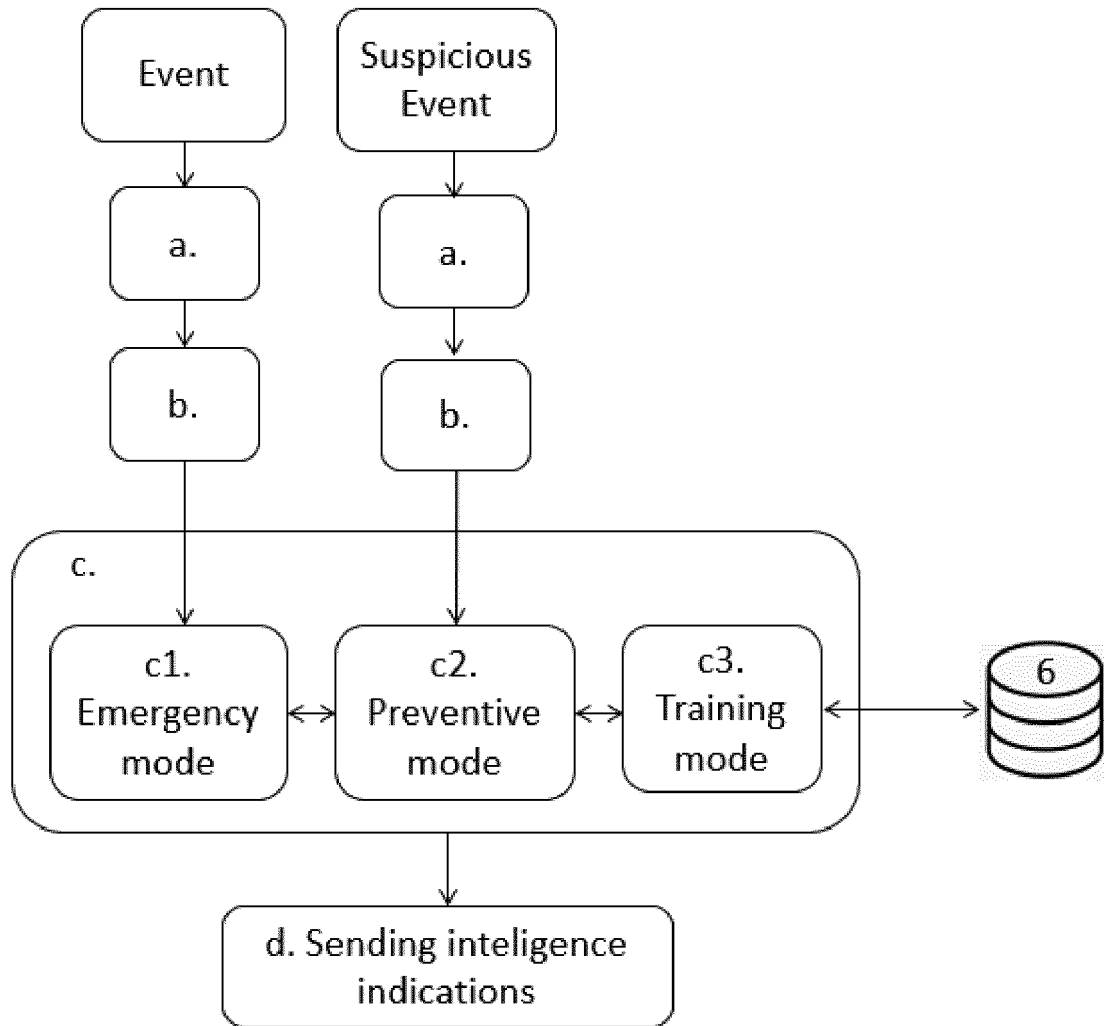 Event
Suspicious
Event
a.
a.
b.
b.
c.
c1.
Emergency
mode
c2.
Preventive
mode
c3.
Training
mode
6
d. Sending inteligence
indications